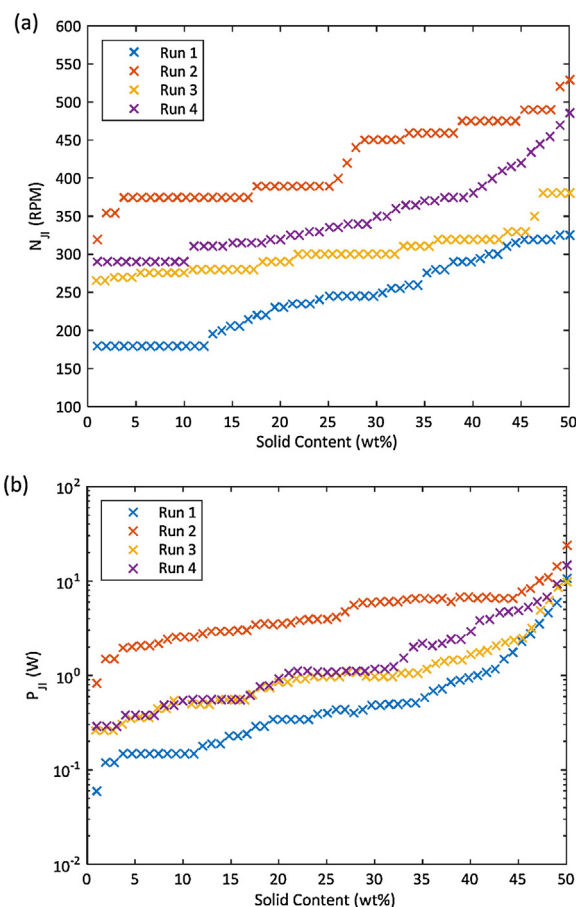 (a)
600
550
500
450
400
350
300
250
200
150
100
N_JI (RPM)
Run 1
Run 2
Run 3
Run 4
0 5 10 15 20 25 30 35 40 45 50
Solid Content (wt%)
(b)
10^2
10^1
10^0
10^-1
10^-2
P_JI (W)
Run 1
Run 2
Run 3
Run 4
0 5 10 15 20 25 30 35 40 45 50
Solid Content (wt%)